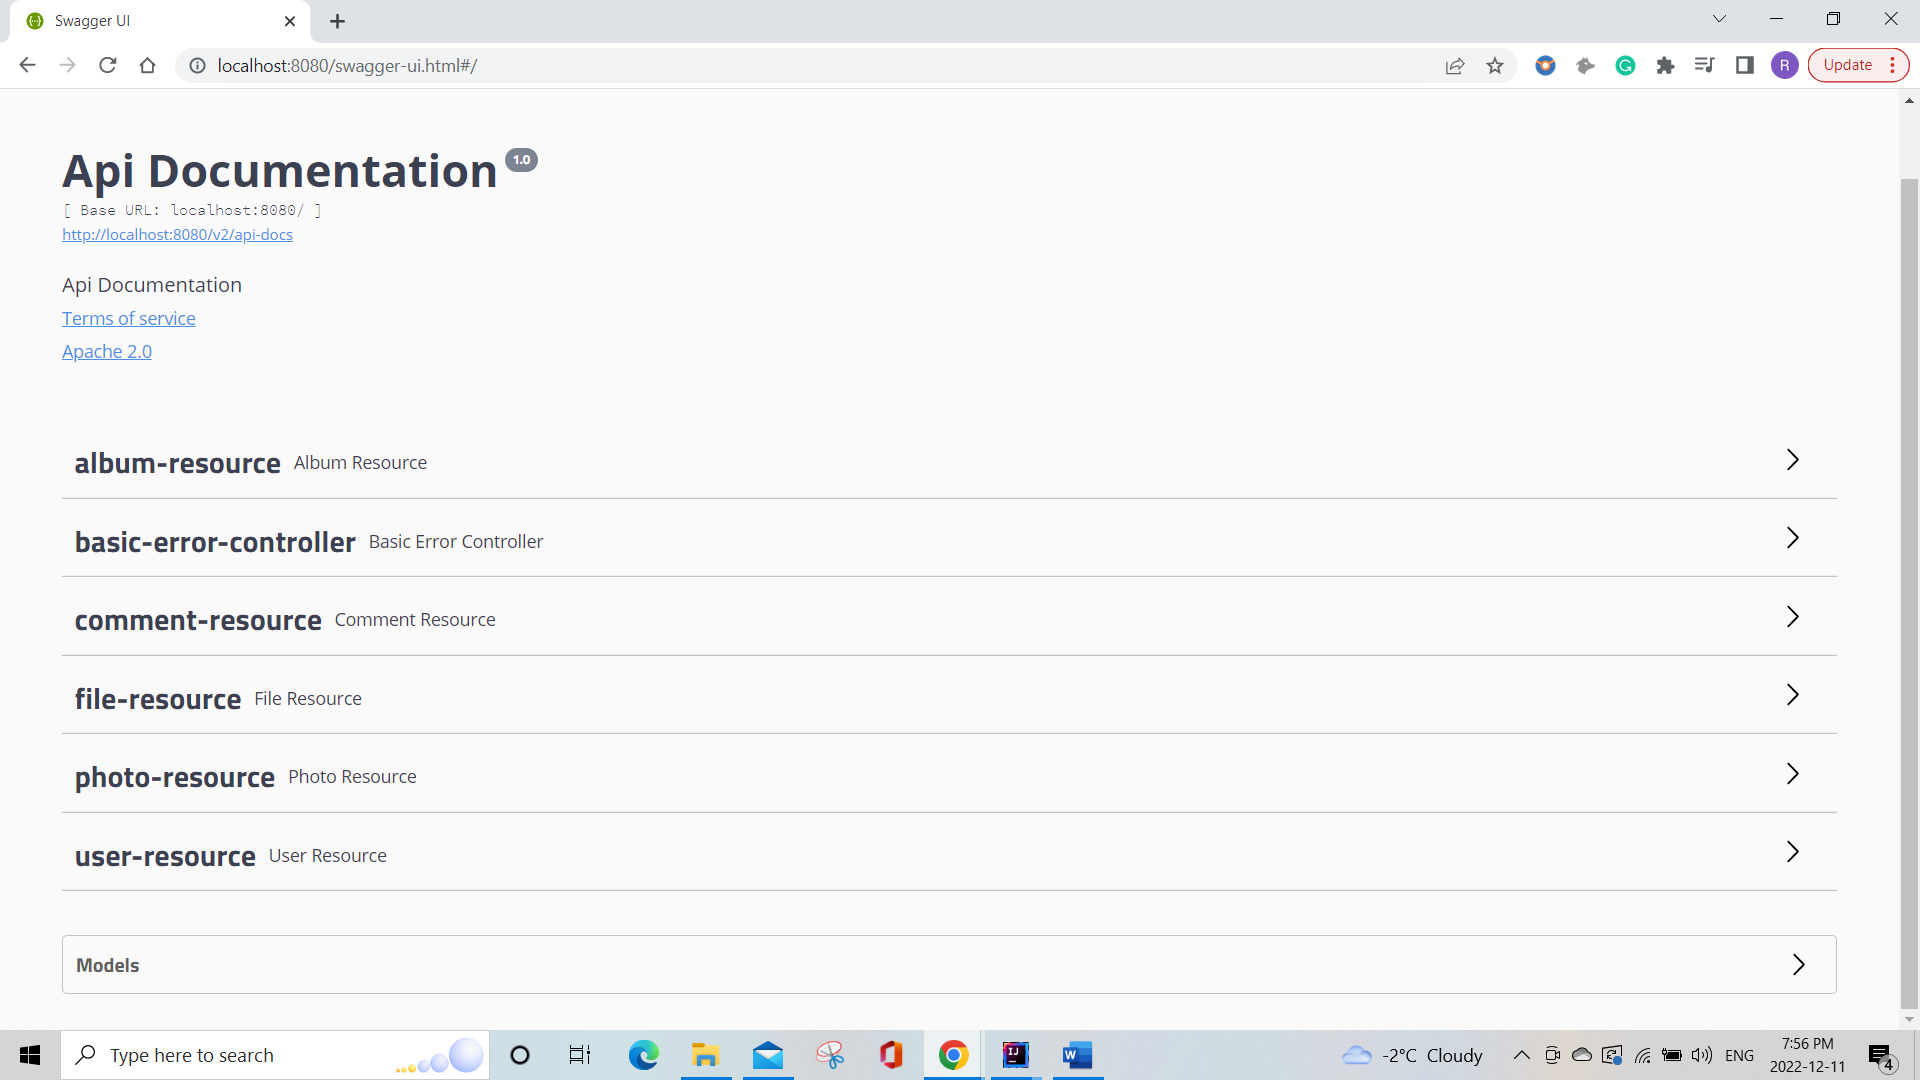 Swagger UI
localhost:8080/swagger-ui.html#/
G
R
Update
Api Documentation 1.0
[ Base URL: localhost:8080/ ]
http://localhost:8080/v2/api-docs
Api Documentation
Terms of service
Apache 2.0
album-resource Album Resource
basic-error-controller Basic Error Controller
comment-resource Comment Resource
file-resource File Resource
photo-resource Photo Resource
user-resource User Resource
Models
Type here to search
IJ
W
-2°C Cloudy
ENG
7:56 PM
2022-12-11
4